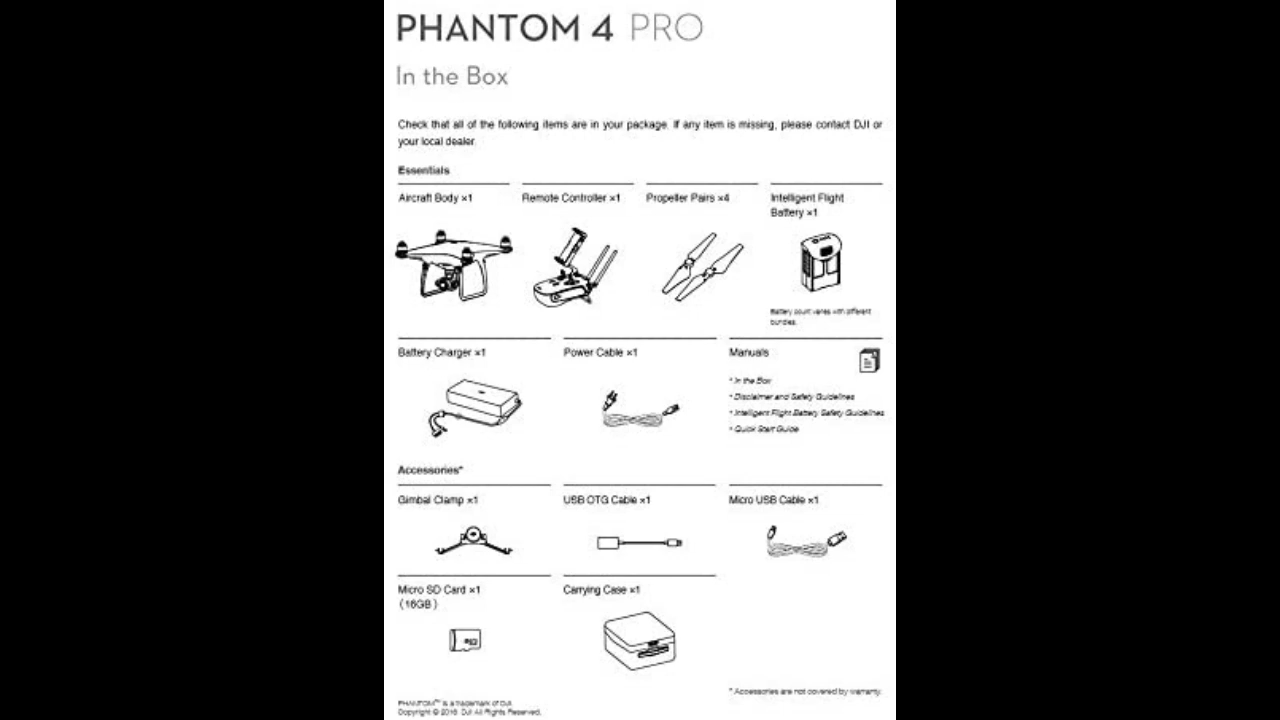 PHANTOM 4 PRO
In the Box
Check that all of the following items are in your package. If any item is missing, please contact DJI or
your local dealer.
Essentials
Aircraft Body ×1
Remote Controller ×1
Propeller Pairs ×4
Intelligent Flight
Battery ×1
Battery count varies with different
bundles.
Battery Charger ×1
Power Cable ×1
Manuals
* In the Box
* Disclaimer and Safety Guidelines
* Intelligent Flight Battery Safety Guidelines
* Quick Start Guide
Accessories*
Gimbal Clamp ×1
USB OTG Cable ×1
Micro USB Cable ×1
Micro SD Card ×1
(16GB)
Carrying Case ×1
* Accessories are not covered by warranty.
PHANTOM™ is a trademark of DJI.
Copyright © 2016 DJI All Rights Reserved.